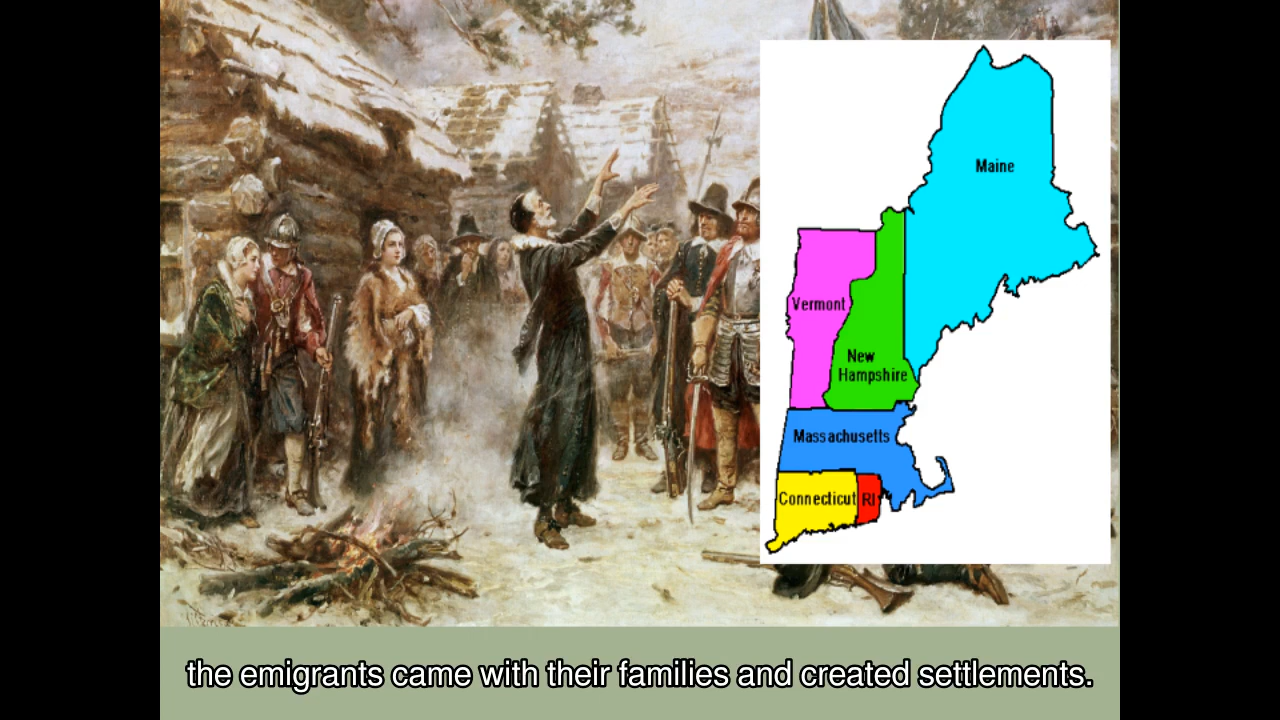 Maine
Vermont
New
Hampshire
Massachusetts
Connecticut
RI
the emigrants came with their families and created settlements.